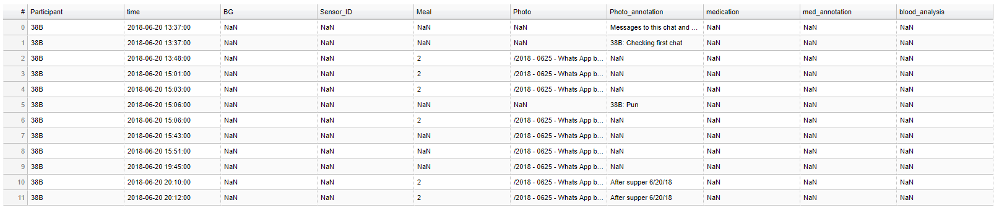 # Participant time BG Sensor_ID Meal Photo Photo_annotation medication med_annotation blood_analysis
0 38B 2018-06-20 13:37:00 NaN NaN NaN NaN Messages to this chat and ... NaN NaN NaN
1 38B 2018-06-20 13:37:00 NaN NaN NaN NaN 38B: Checking first chat NaN NaN NaN
2 38B 2018-06-20 13:48:00 NaN NaN 2 /2018 - 0625 - Whats App b... NaN NaN NaN NaN
3 38B 2018-06-20 15:01:00 NaN NaN 2 /2018 - 0625 - Whats App b... NaN NaN NaN NaN
4 38B 2018-06-20 15:03:00 NaN NaN 2 /2018 - 0625 - Whats App b... NaN NaN NaN NaN
5 38B 2018-06-20 15:06:00 NaN NaN NaN NaN 38B: Pun NaN NaN NaN
6 38B 2018-06-20 15:06:00 NaN NaN 2 /2018 - 0625 - Whats App b... NaN NaN NaN NaN
7 38B 2018-06-20 15:43:00 NaN NaN NaN /2018 - 0625 - Whats App b... NaN NaN NaN NaN
8 38B 2018-06-20 15:51:00 NaN NaN NaN /2018 - 0625 - Whats App b... NaN NaN NaN NaN
9 38B 2018-06-20 19:45:00 NaN NaN NaN /2018 - 0625 - Whats App b... NaN NaN NaN NaN
10 38B 2018-06-20 20:10:00 NaN NaN 2 /2018 - 0625 - Whats App b... After supper 6/20/18 NaN NaN NaN
11 38B 2018-06-20 20:12:00 NaN NaN 2 /2018 - 0625 - Whats App b... After supper 6/20/18 NaN NaN NaN